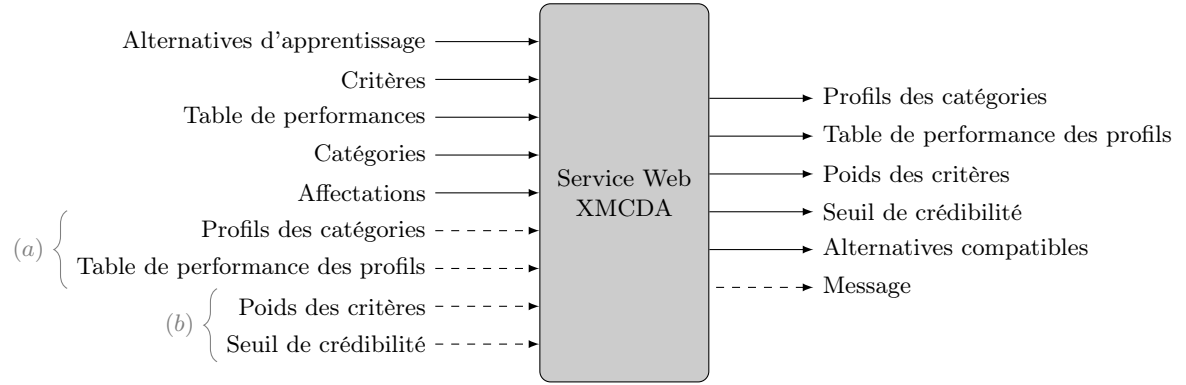 Alternatives d'apprentissage
Critères
Table de performances
Catégories
Affectations
(a)
Profils des catégories
Table de performance des profils
(b)
Poids des critères
Seuil de crédibilité
Service Web
XMCDA
Profils des catégories
Table de performance des profils
Poids des critères
Seuil de crédibilité
Alternatives compatibles
Message